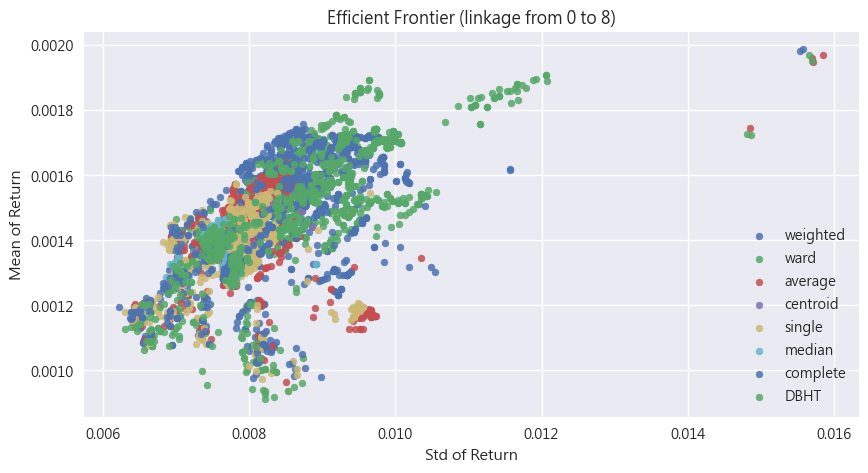 Efficient Frontier (linkage from 0 to 8)
Mean of Return
0.0020
0.0018
0.0016
0.0014
0.0012
0.0010
weighted
ward
average
centroid
single
median
complete
DBHT
0.006 0.008 0.010 0.012 0.014 0.016
Std of Return